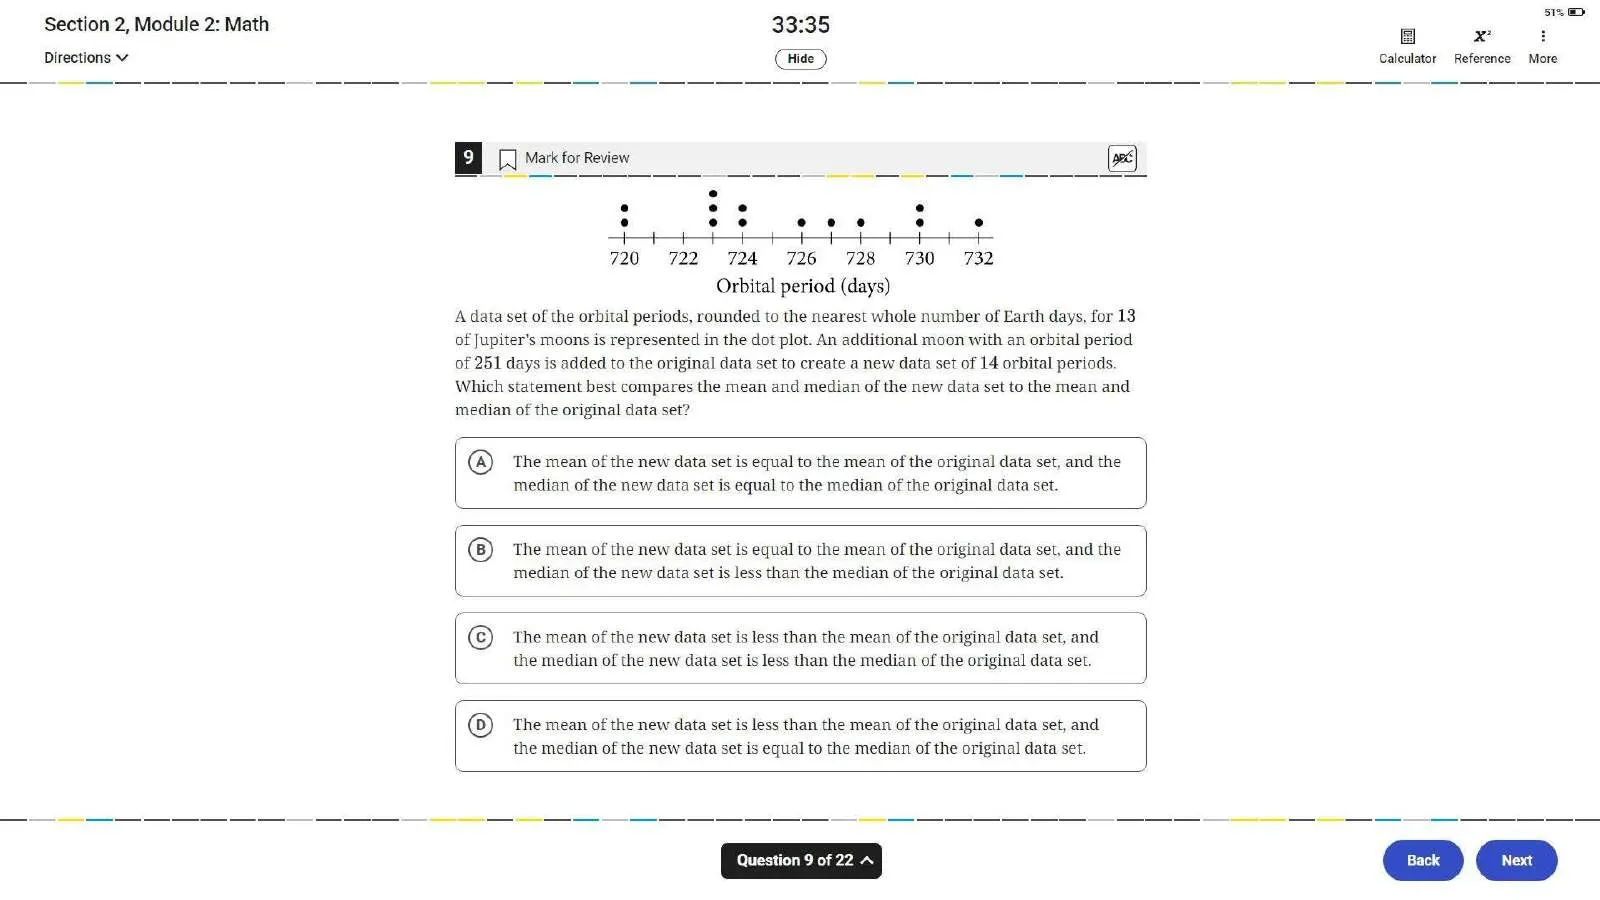 Section 2, Module 2: Math
33:35
51%
Directions
Hide
Calculator
Reference
More
9
Mark for Review
ABC
720 722 724 726 728 730 732
Orbital period (days)
A data set of the orbital periods, rounded to the nearest whole number of Earth days, for 13
of Jupiter's moons is represented in the dot plot. An additional moon with an orbital period
of 251 days is added to the original data set to create a new data set of 14 orbital periods.
Which statement best compares the mean and median of the new data set to the mean and
median of the original data set?
A The mean of the new data set is equal to the mean of the original data set, and the
median of the new data set is equal to the median of the original data set.
B The mean of the new data set is equal to the mean of the original data set, and the
median of the new data set is less than the median of the original data set.
C The mean of the new data set is less than the mean of the original data set, and
the median of the new data set is less than the median of the original data set.
D The mean of the new data set is less than the mean of the original data set, and
the median of the new data set is equal to the median of the original data set.
Question 9 of 22
Back
Next